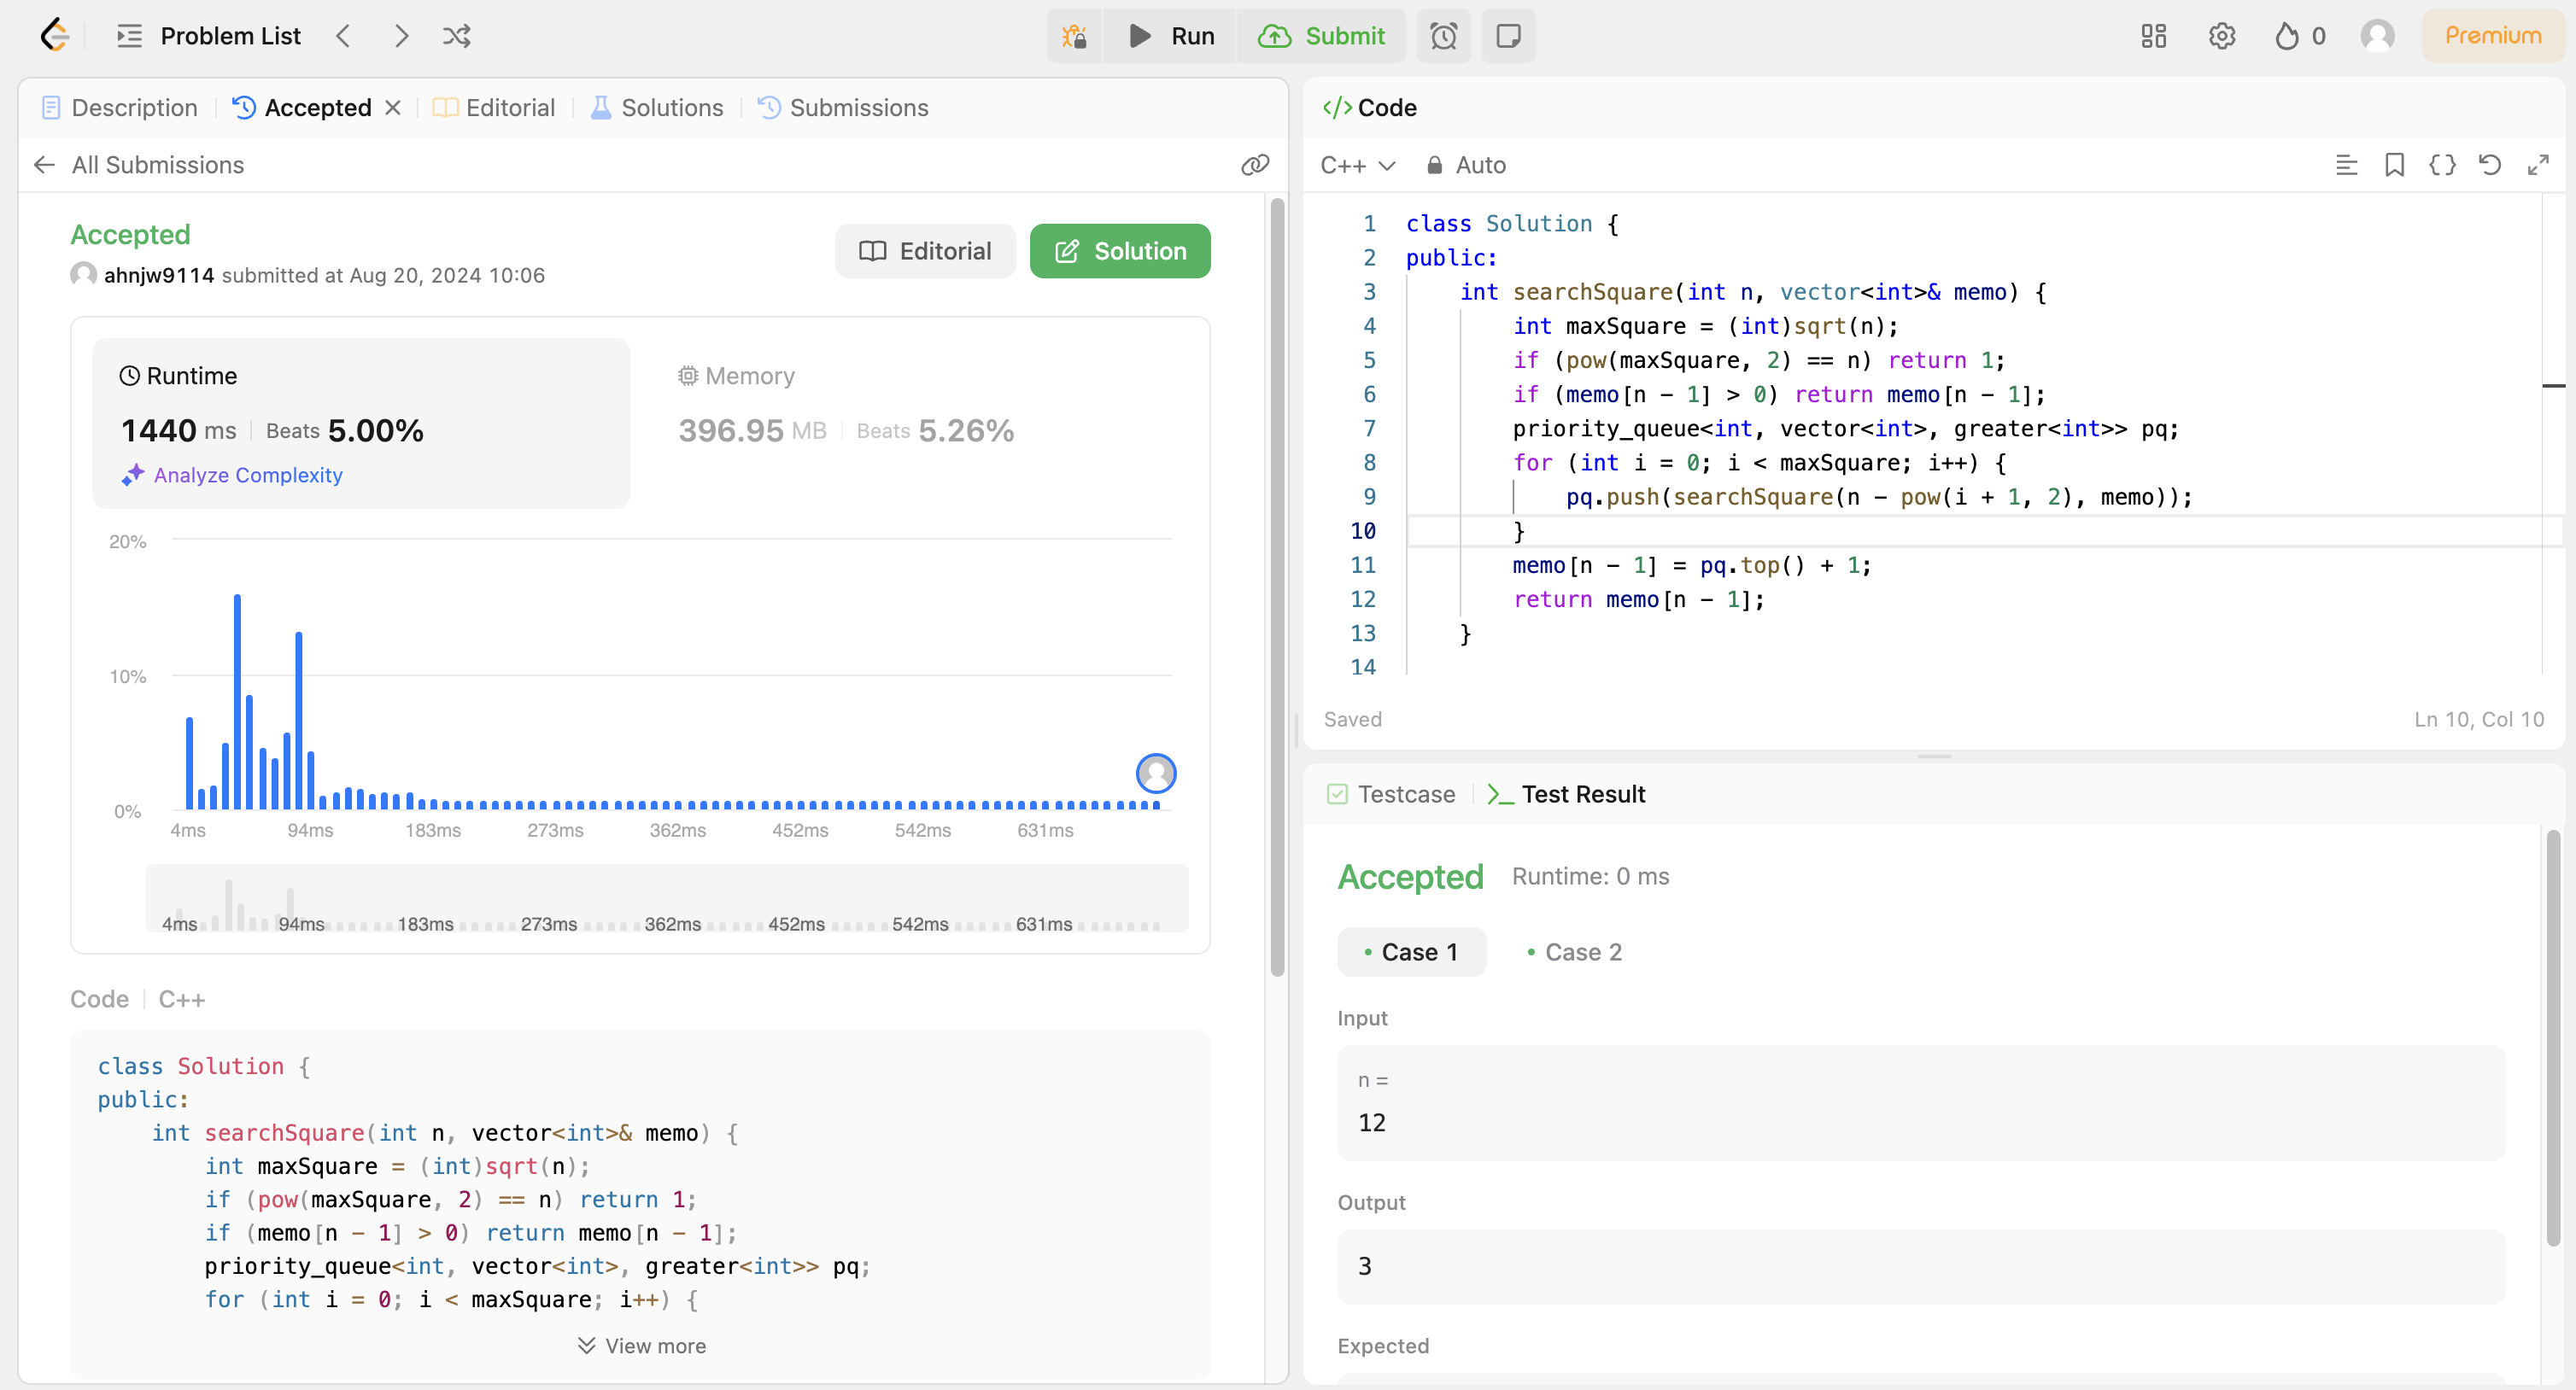 Problem List
Run
Submit
0
Premium
Description
Accepted
Editorial
Solutions
Submissions
All Submissions
Accepted
ahnjw9114 submitted at Aug 20, 2024 10:06
Editorial
Solution
Runtime
1440 ms
Beats 5.00%
Analyze Complexity
Memory
396.95 MB
Beats 5.26%
20%
10%
0%
4ms 94ms 183ms 273ms 362ms 452ms 542ms 631ms
4ms 94ms 183ms 273ms 362ms 452ms 542ms 631ms
Code
C++
class Solution {
public:
    int searchSquare(int n, vector<int>& memo) {
        int maxSquare = (int)sqrt(n);
        if (pow(maxSquare, 2) == n) return 1;
        if (memo[n - 1] > 0) return memo[n - 1];
        priority_queue<int, vector<int>, greater<int>> pq;
        for (int i = 0; i < maxSquare; i++) {
View more
</> Code
C++
Auto
1 class Solution {
2 public:
3     int searchSquare(int n, vector<int>& memo) {
4         int maxSquare = (int)sqrt(n);
5         if (pow(maxSquare, 2) == n) return 1;
6         if (memo[n - 1] > 0) return memo[n - 1];
7         priority_queue<int, vector<int>, greater<int>> pq;
8         for (int i = 0; i < maxSquare; i++) {
9             pq.push(searchSquare(n - pow(i + 1, 2), memo));
10         }
11         memo[n - 1] = pq.top() + 1;
12         return memo[n - 1];
13     }
14
Saved
Ln 10, Col 10
Testcase
Test Result
Accepted
Runtime: 0 ms
• Case 1
• Case 2
Input
n =
12
Output
3
Expected